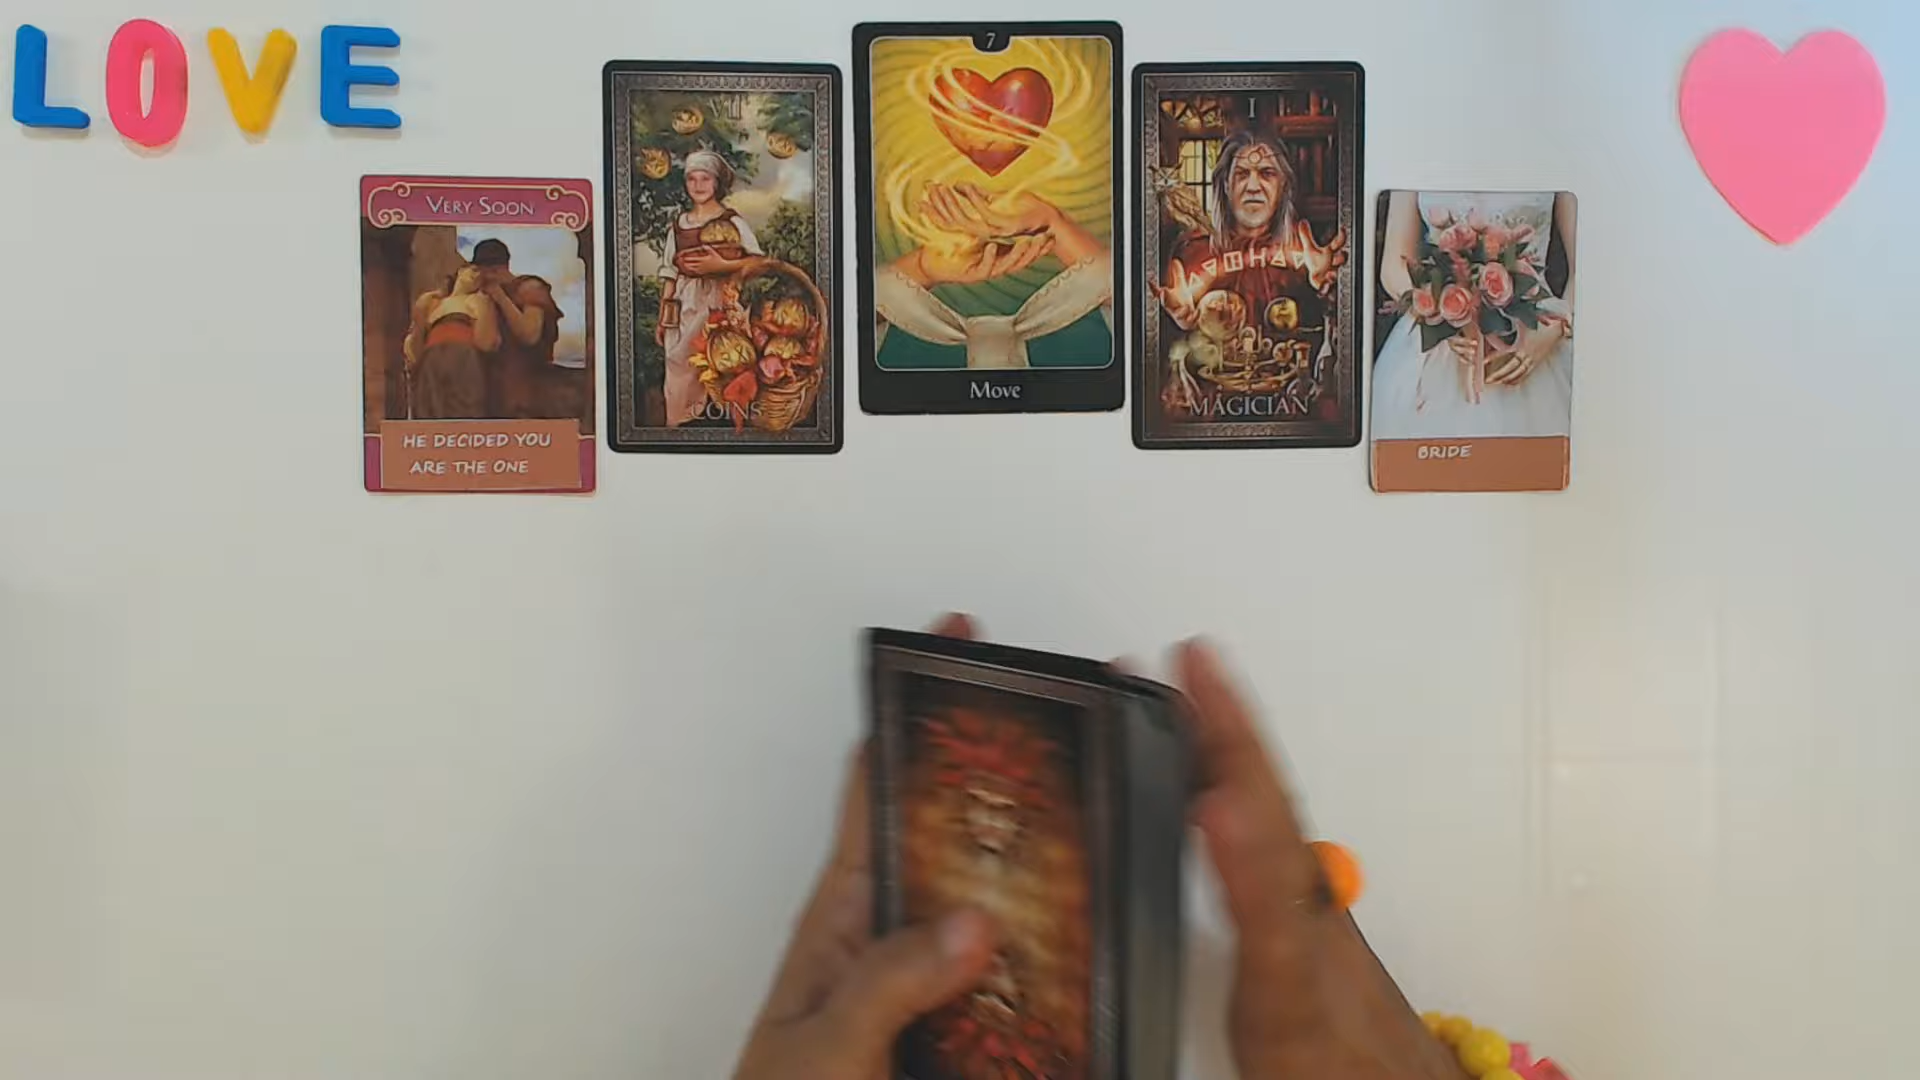 LOVE
VERY SOON
HE DECIDED YOU
ARE THE ONE
VII
COINS
7
Move
I
MAGICIAN
BRIDE